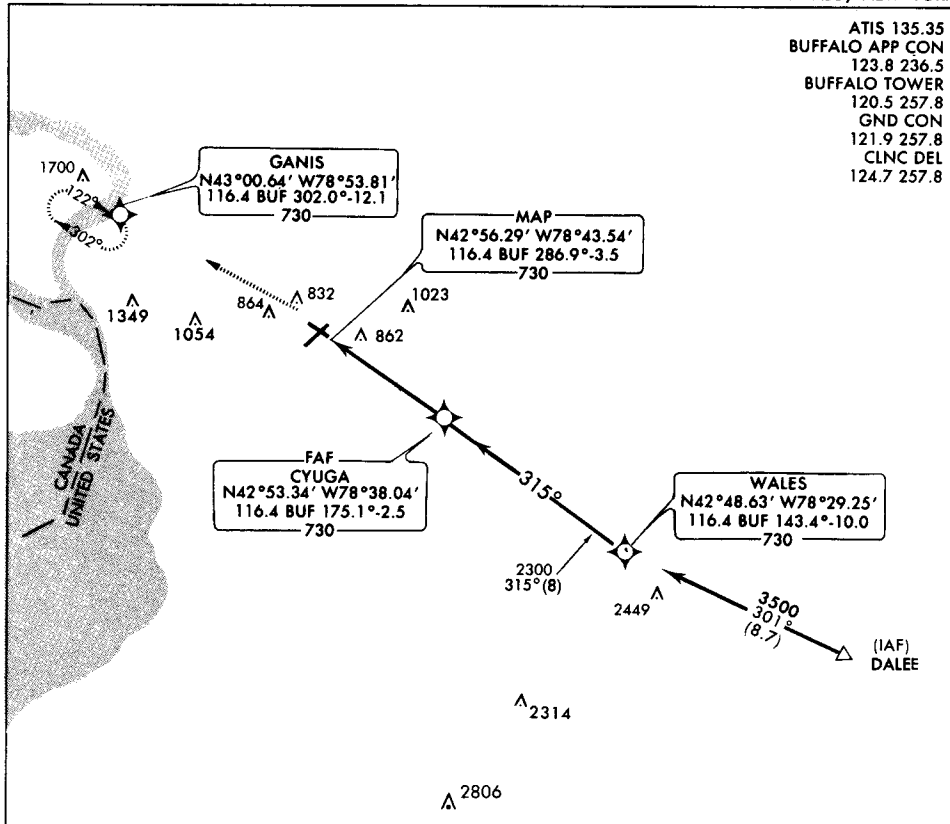 ATIS 135.35
BUFFALO APP CON
123.8 236.5
BUFFALO TOWER
120.5 257.8
GND CON
121.9 257.8
CLNC DEL
124.7 257.8
GANIS
N43°00.64' W78°53.81'
116.4 BUF 302.0°-12.1
730
1700
122°
302°
MAP
N42°56.29' W78°43.54'
116.4 BUF 286.9°-3.5
730
1349
1054
864
832
1023
862
CANADA
UNITED STATES
FAF
CYUGA
N42°53.34' W78°38.04'
116.4 BUF 175.1°-2.5
730
315°
WALES
N42°48.63' W78°29.25'
116.4 BUF 143.4°-10.0
730
2300
315° (8)
2449
3500
301°
(8.7)
(IAF)
DALEE
2314
2806